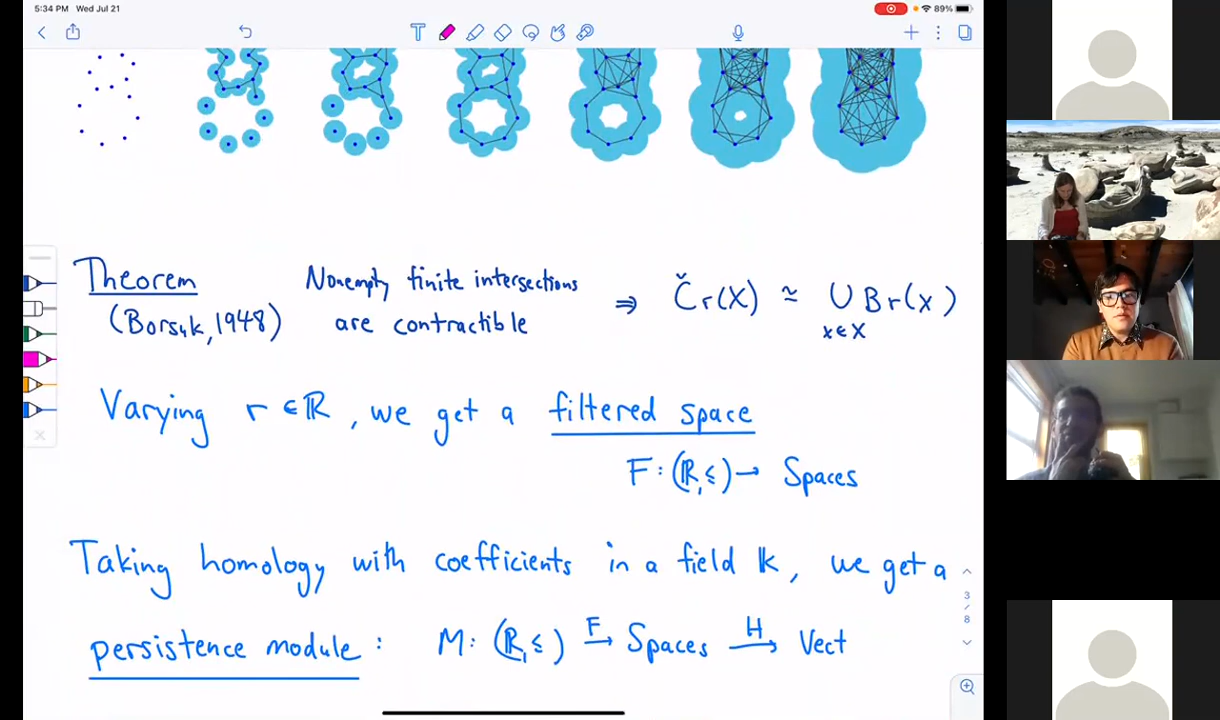 5:34 PM Wed Jul 21
89%
Theorem
(Borsuk, 1948)
Nonempty finite intersections
are contractible
⇒ Čr(X) ≃ ∪ Br(x)
x∈X
Varying r ∈ ℝ, we get a filtered space
F: (ℝ, ≤) → Spaces
Taking homology with coefficients in a field 𝕜, we get a
persistence module : M: (ℝ, ≤) F→ Spaces H→ Vect
3
/
8